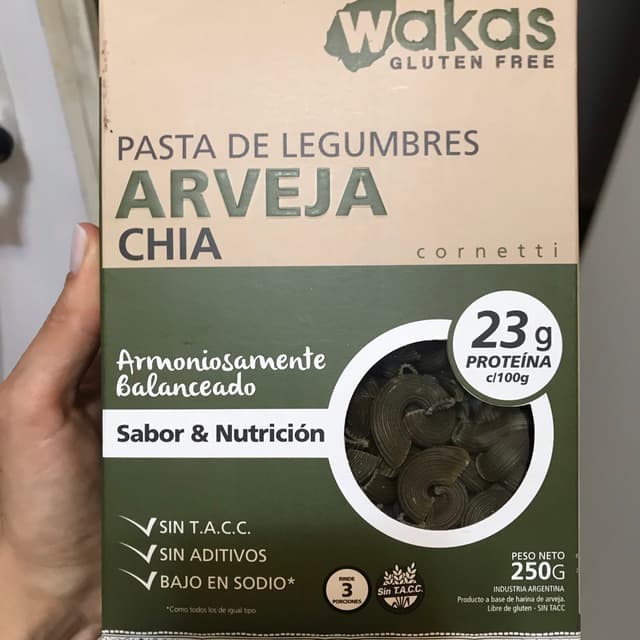 wakas
GLUTEN FREE
PASTA DE LEGUMBRES
ARVEJA
CHIA
cornetti
23 g
PROTEÍNA
c/100g
Armoniosamente
Balanceado
Sabor & Nutrición
SIN T.A.C.C.
SIN ADITIVOS
BAJO EN SODIO*
*Como todos los de igual tipo
RINDE
3
PORCIONES
Sin T.A.C.C.
PESO NETO
250G
INDUSTRIA ARGENTINA
Producto a base de harina de arveja.
Libre de gluten - SIN TACC